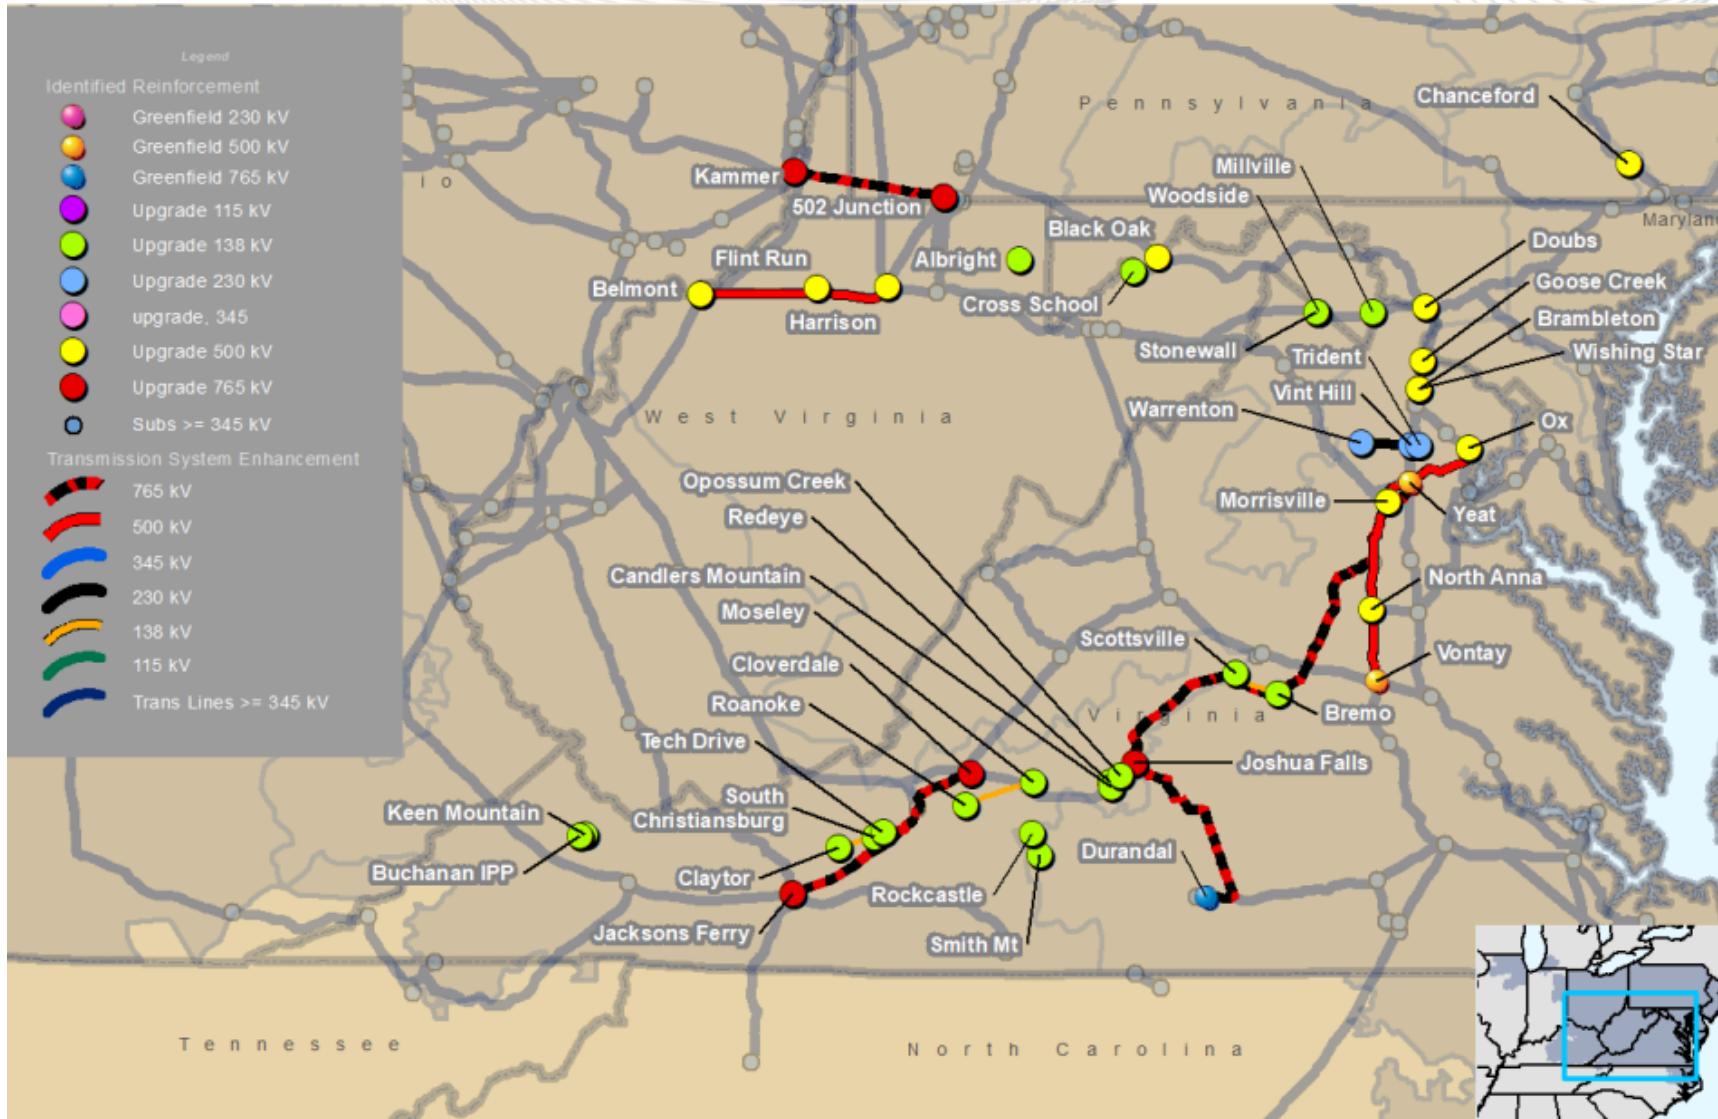 Legend
Identified Reinforcement
Greenfield 230 kV
Greenfield 500 kV
Greenfield 765 kV
Upgrade 115 kV
Upgrade 138 kV
Upgrade 230 kV
upgrade, 345
Upgrade 500 kV
Upgrade 765 kV
Subs >= 345 kV
Transmission System Enhancement
765 kV
500 kV
345 kV
230 kV
138 kV
115 kV
Trans Lines >= 345 kV
Pennsylvania
Chanceford
Millville
Kammer
io
Woodside
502 Junction
Maryland
Black Oak
Doubs
Flint Run
Albright
Goose Creek
Belmont
Cross School
Brambleton
Harrison
Stonewall
Trident
Wishing Star
Vint Hill
Warrenton
West Virginia
Ox
Opossum Creek
Morrisville
Redeye
Yeat
Candlers Mountain
North Anna
Moseley
Scottsville
Vontay
Cloverdale
Roanoke
Virginia
Bremo
Tech Drive
Joshua Falls
South
Christiansburg
Keen Mountain
Durandal
Buchanan IPP
Claytor
Rockcastle
Jacksons Ferry
Smith Mt
Tennessee
North Carolina